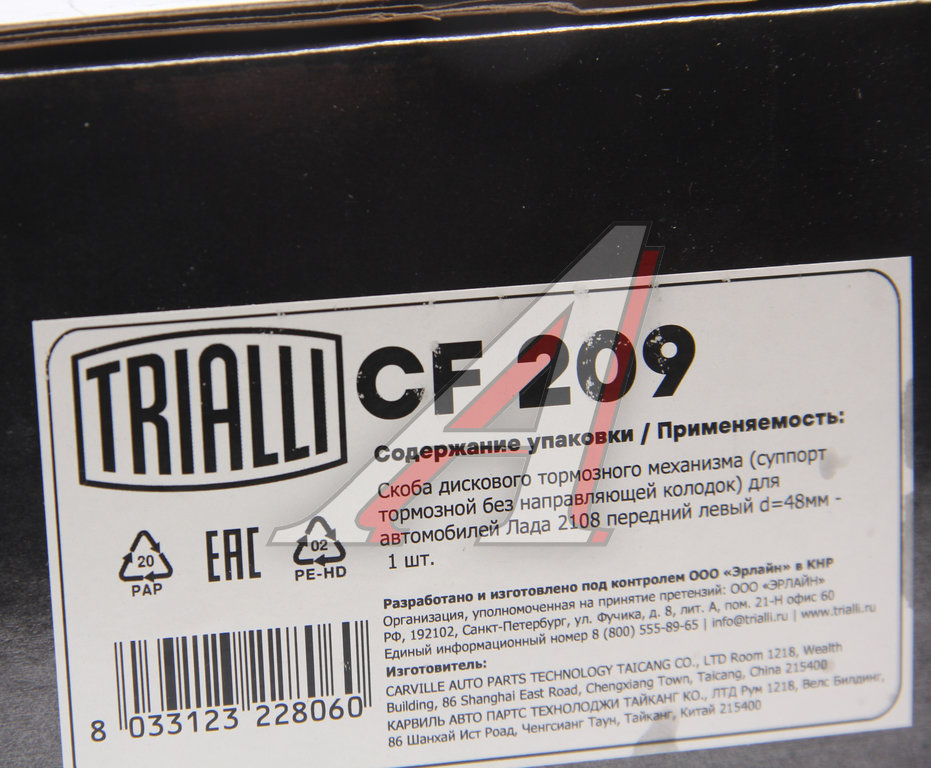 TRIALLI
CF 209
Содержание упаковки / Применяемость:
Скоба дискового тормозного механизма (суппорт
тормозной без направляющей колодок) для
автомобилей Лада 2108 передний левый d=48мм -
1 шт.
20
PAP
EAC
02
PE-HD
Разработано и изготовлено под контролем ООО «Эрлайн» в КНР
Организация, уполномоченная на принятие претензий: ООО «ЭРЛАЙН»
РФ, 192102, Санкт-Петербург, ул. Фучика, д. 8, лит. А, пом. 21-Н офис 60
Единый информационный номер 8 (800) 555-89-65 | info@trialli.ru | www.trialli.ru
Изготовитель:
CARVILLE AUTO PARTS TECHNOLOGY TAICANG CO., LTD Room 1218, Wealth
Building, 86 Shanghai East Road, Chengxiang Town, Taicang, China 215400
КАРВИЛЬ АВТО ПАРТС ТЕХНОЛОДЖИ ТАЙКАНГ КО., ЛТД Рум 1218, Велс Билдинг,
86 Шанхай Ист Роад, Ченгсианг Таун, Тайканг, Китай 215400
8 033123 228060